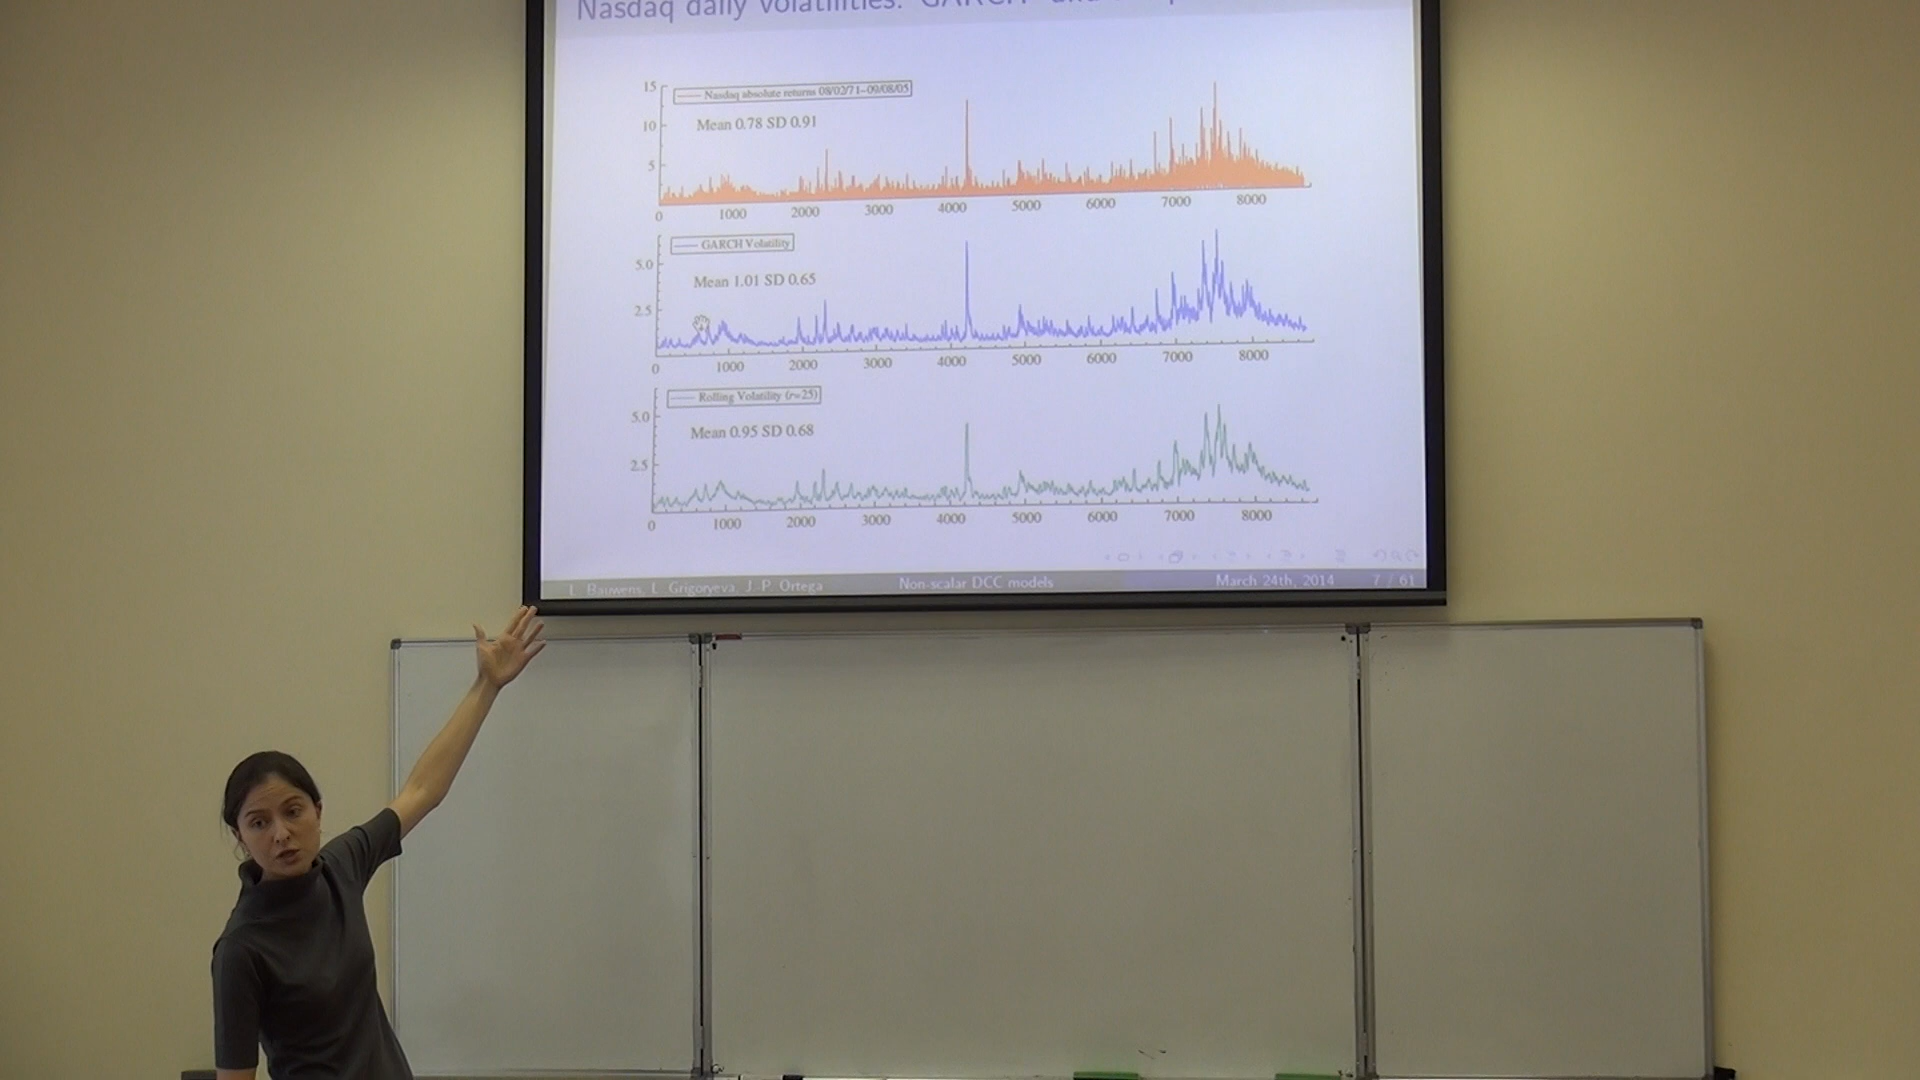 Nasdaq daily volatilities: GARCH and
15
Nasdaq absolute returns 08/02/71-09/08/05
Mean 0.78 SD 0.91
10
5
0 1000 2000 3000 4000 5000 6000 7000 8000
GARCH Volatility
5.0
Mean 1.01 SD 0.65
2.5
0 1000 2000 3000 4000 5000 6000 7000 8000
Rolling Volatility (r=25)
5.0
Mean 0.95 SD 0.68
2.5
0 1000 2000 3000 4000 5000 6000 7000 8000
L. Bauwens, L. Grigoryeva, J.-P. Ortega Non-scalar DCC models March 24th, 2014 7 / 61